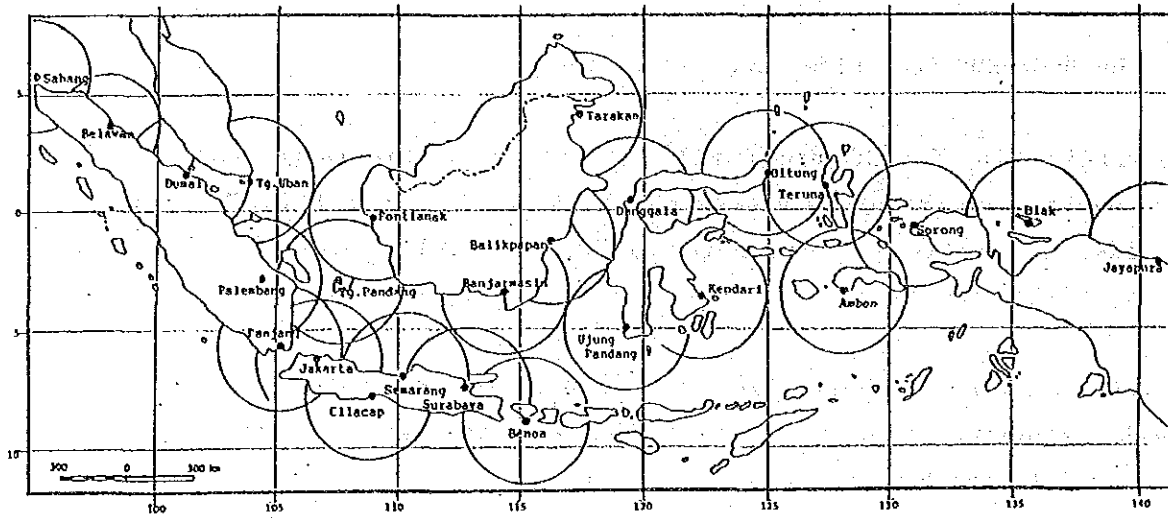 Sabang
5
Tarakan
Belawan
Dumai
Tg.Uban
Bitung
Teruna
0
Pontianak
Donggala
Biak
Sorong
Balikpapan
Jayapura
Palembang
Tg.Pandang
Banjarmasin
Kendari
Ambon
5
Panjang
Ujung
Pandang
Jakarta
Semarang
Cilacap
Surabaya
Benoa
10
300 0 300 km
100 105 110 115 120 125 130 135 140